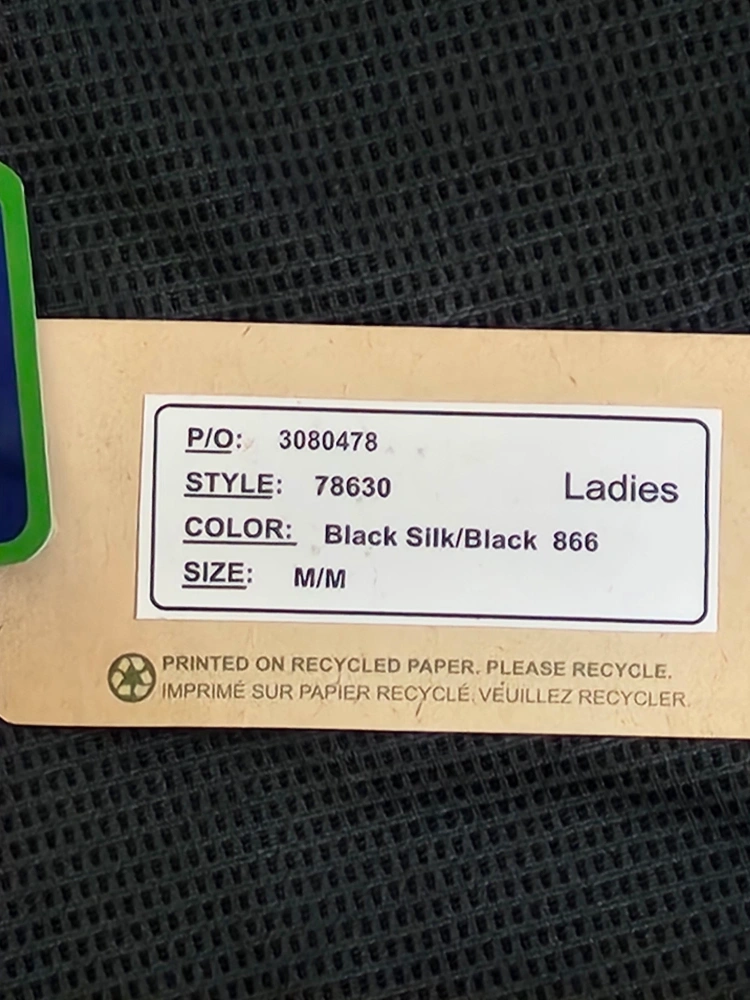 P/O: 3080478
STYLE: 78630
Ladies
COLOR: Black Silk/Black 866
SIZE: M/M
PRINTED ON RECYCLED PAPER. PLEASE RECYCLE.
IMPRIMÉ SUR PAPIER RECYCLÉ. VEUILLEZ RECYCLER.